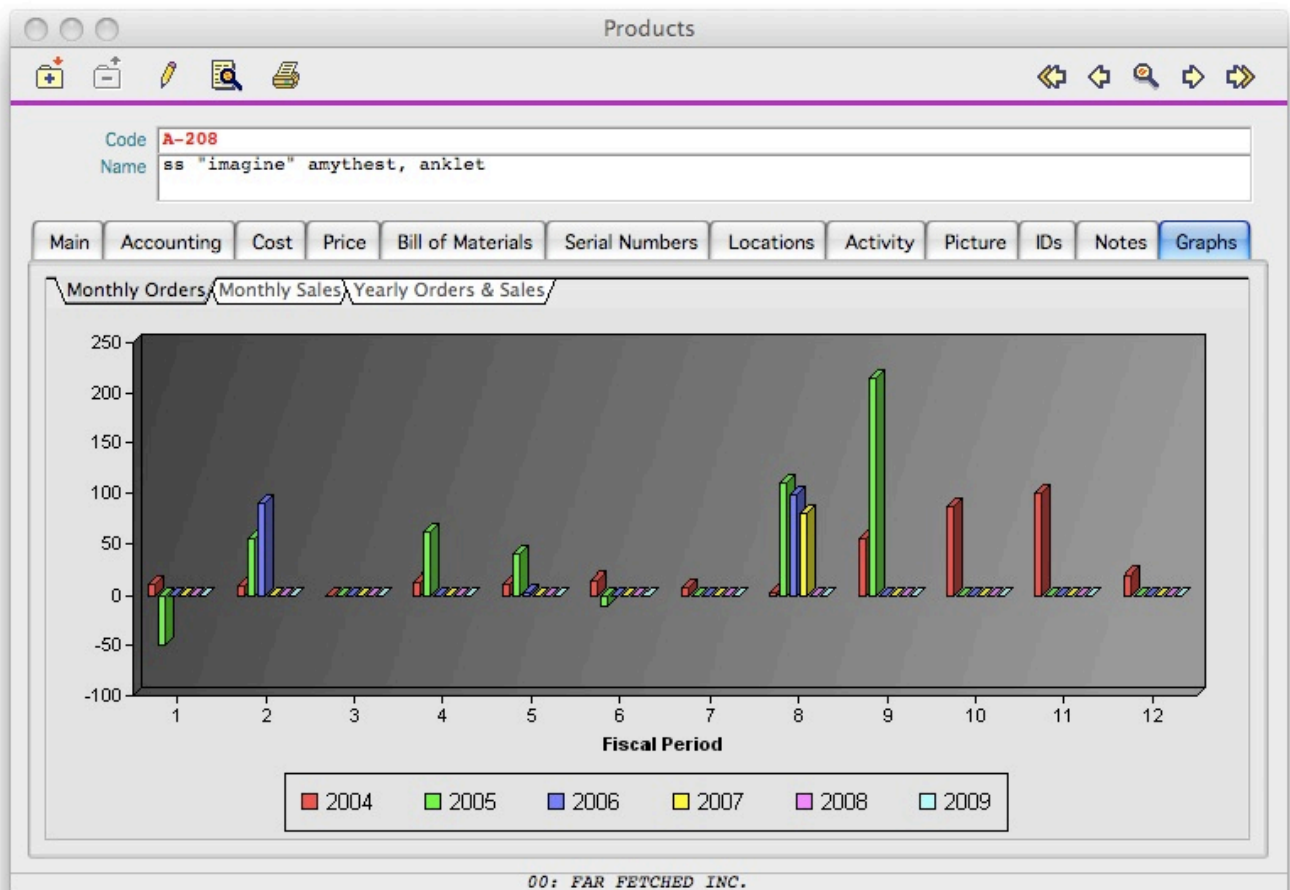 Products
Code A-208
Name ss "imagine" amythest, anklet
Main Accounting Cost Price Bill of Materials Serial Numbers Locations Activity Picture IDs Notes Graphs
Monthly Orders Monthly Sales Yearly Orders & Sales
250
200
150
100
50
0
-50
-100
1 2 3 4 5 6 7 8 9 10 11 12
Fiscal Period
2004 2005 2006 2007 2008 2009
00: FAR FETCHED INC.